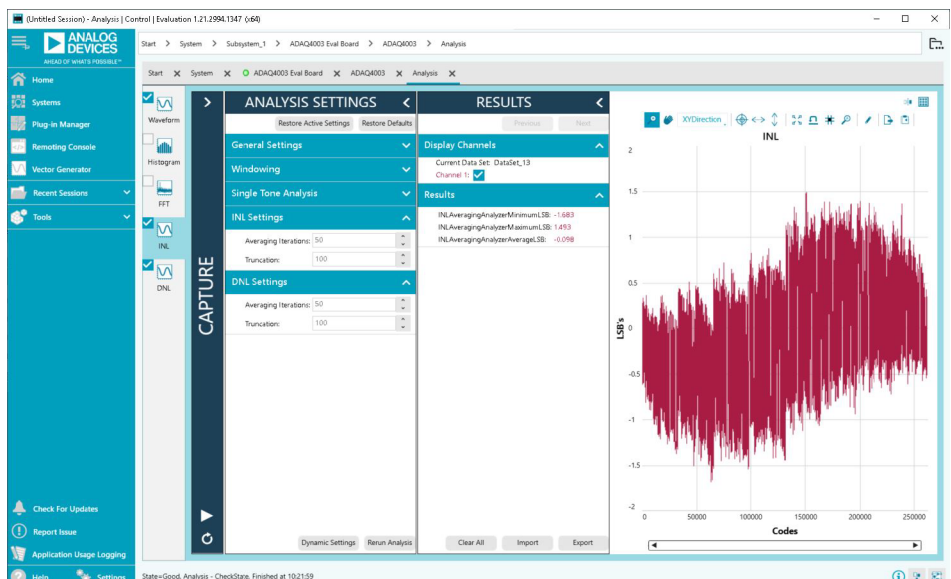 (Untitled Session) - Analysis | Control | Evaluation 1.21.2994.1347 (x64)
ANALOG DEVICES
AHEAD OF WHAT'S POSSIBLE™
Start > System > Subsystem_1 > ADAQ4003 Eval Board > ADAQ4003 > Analysis
Start System ADAQ4003 Eval Board ADAQ4003 Analysis
Home
Systems
Plug-in Manager
Remoting Console
Vector Generator
Recent Sessions
Tools
Check For Updates
Report Issue
Application Usage Logging
Help Settings
Waveform
Histogram
FFT
INL
DNL
CAPTURE
ANALYSIS SETTINGS
Restore Active Settings Restore Defaults
General Settings
Windowing
Single Tone Analysis
INL Settings
Averaging Iterations: 50
Truncation: 100
DNL Settings
Averaging Iterations: 50
Truncation: 100
Dynamic Settings Rerun Analysis
RESULTS
Previous Next
Display Channels
Current Data Set: DataSet_13
Channel 1:
Results
INLAveragingAnalyzerMinimumLSB: -1.683
INLAveragingAnalyzerMaximumLSB: 1.493
INLAveragingAnalyzerAverageLSB: -0.098
Clear All Import Export
XYDirection
INL
2
1.5
1
0.5
0
-0.5
-1
-1.5
-2
LSB's
0 50000 100000 150000 200000 250000
Codes
State=Good, Analysis - CheckState, Finished at 10:21:59